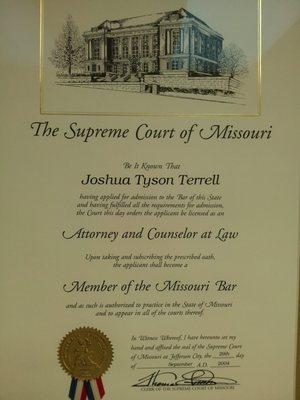 The Supreme Court of Missouri
Be It Known That
Joshua Tyson Terrell
having applied for admission to the Bar of this State
and having fulfilled all the requirements for admission,
the Court this day orders the applicant be licensed as an
Attorney and Counselor at Law
Upon taking and subscribing the prescribed oath,
the applicant shall become a
Member of the Missouri Bar
and as such is authorized to practice in the State of Missouri
and to appear in all of the courts thereof.
In Witness Whereof, I have hereunto set my
hand and affixed the seal of the Supreme Court
of Missouri at Jefferson City, the 29th day
of September A.D. 2004
CLERK OF THE SUPREME COURT OF MISSOURI